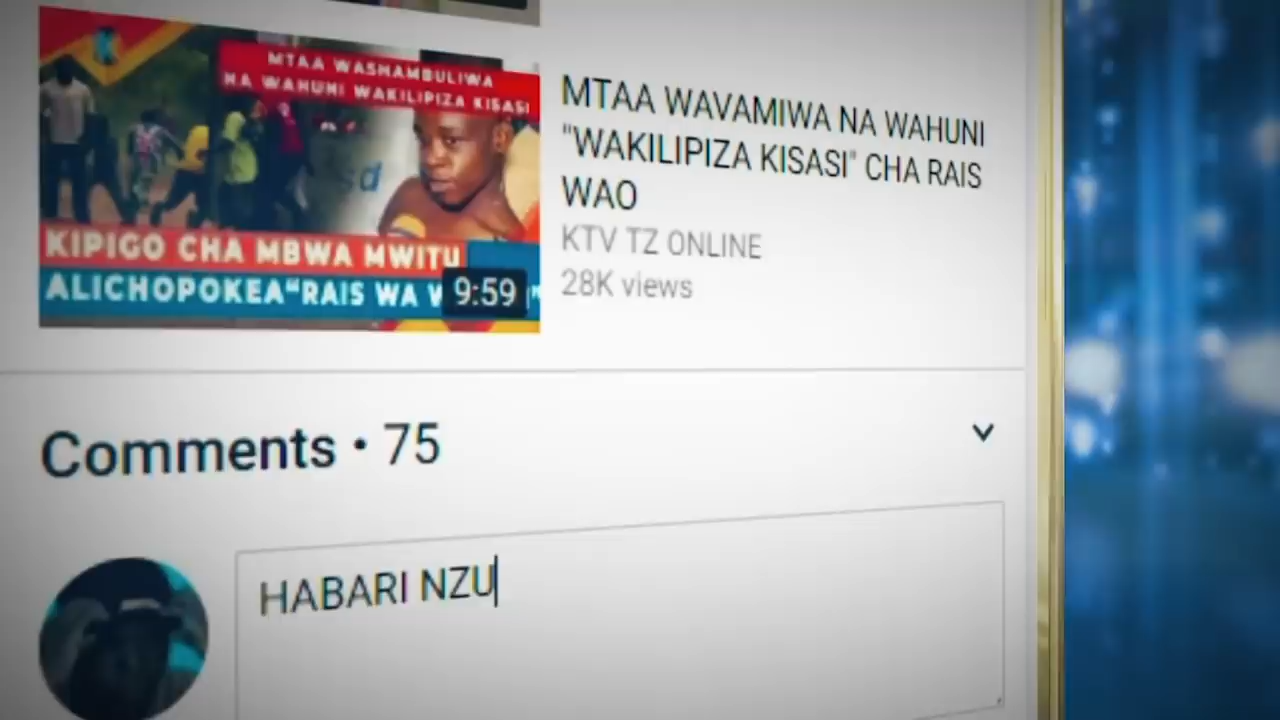 MTAA WASHAMBULIWA
NA WAHUNI WAKILIPIZA KISASI
KIPIGO CHA MBWA MWITU
ALICHOPOKEA "RAIS WA
9:59
MTAA WAVAMIWA NA WAHUNI
"WAKILIPIZA KISASI" CHA RAIS
WAO
KTV TZ ONLINE
28K views
Comments • 75
HABARI NZU